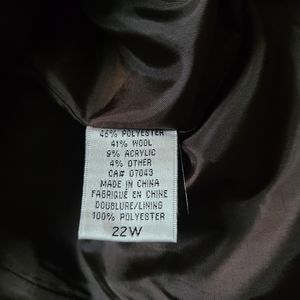 46% POLYESTER
41% WOOL
9% ACRYLIC
4% OTHER
CA# 07043
MADE IN CHINA
FABRIQUÉ EN CHINE
DOUBLURE/LINING
100% POLYESTER
22W